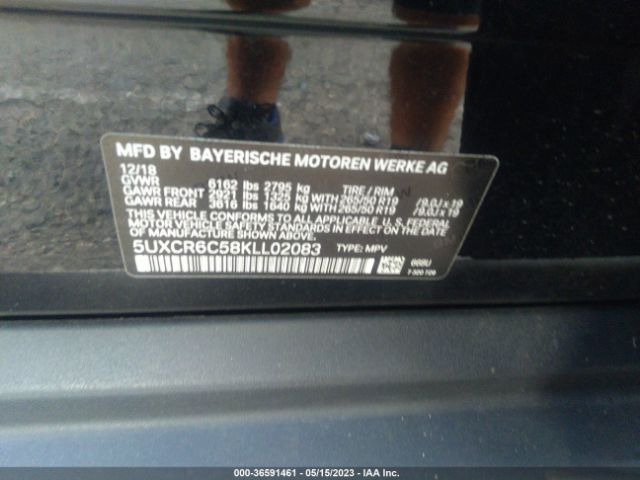 MFD BY BAYERISCHE MOTOREN WERKE AG
12/18
GVWR 6162 lbs 2795 kg TIRE / RIM
GAWR FRONT 2921 lbs 1325 kg WITH 265/50 R19 /9.0J x 19
GAWR REAR 3616 lbs 1640 kg WITH 265/50 R19 /9.0J x 19
THIS VEHICLE CONFORMS TO ALL APPLICABLE U.S. FEDERAL
MOTOR VEHICLE SAFETY STANDARDS IN EFFECT ON THE DATE
OF MANUFACTURE SHOWN ABOVE.
5UXCR6C58KLL02083 TYPE: MPV
668U
000-36591461 - 05/15/2023 - IAA Inc.